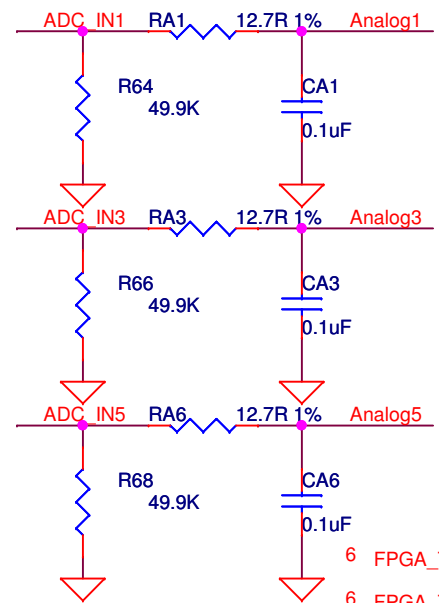 ADC_IN1 RA1 12.7R 1% Analog1
R64 CA1
49.9K
0.1uF
ADC_IN3 RA3 12.7R 1% Analog3
R66 CA3
49.9K
0.1uF
ADC_IN5 RA6 12.7R 1% Analog5
R68 CA6
49.9K
0.1uF
6 FPGA_
6 FPGA_